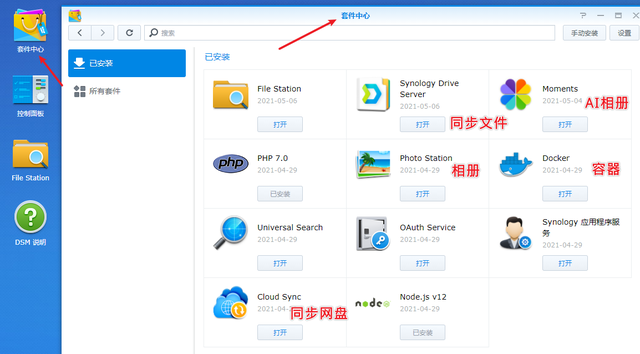 套件中心
控制面板
File Station
DSM 说明
套件中心
搜索
手动安装
设置
已安装
所有套件
已安装
File Station
2021-05-06
打开
Synology Drive
Server
2021-05-06
打开
同步文件
Moments
2021-05-04
打开
AI相册
php
PHP 7.0
2021-04-29
已安装
Photo Station
2021-04-29
打开
相册
Docker
2021-04-29
打开
容器
Universal Search
2021-04-29
打开
OAuth Service
2021-04-29
打开
Synology 应用程序服
务
2021-04-29
打开
Cloud Sync
2021-04-
打开
同步网盘
node
Node.js v12
2021-04-29
已安装